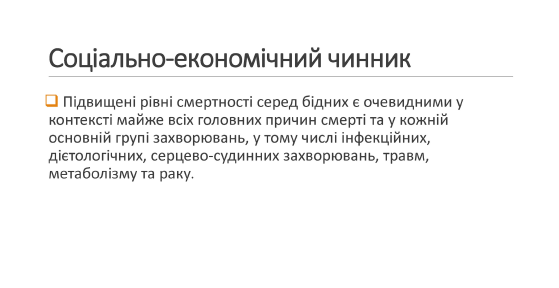 Соціально-економічний чинник
Підвищені рівні смертності серед бідних є очевидними у
контексті майже всіх головних причин смерті та у кожній
основній групі захворювань, у тому числі інфекційних,
дієтологічних, серцево-судинних захворювань, травм,
метаболізму та раку.